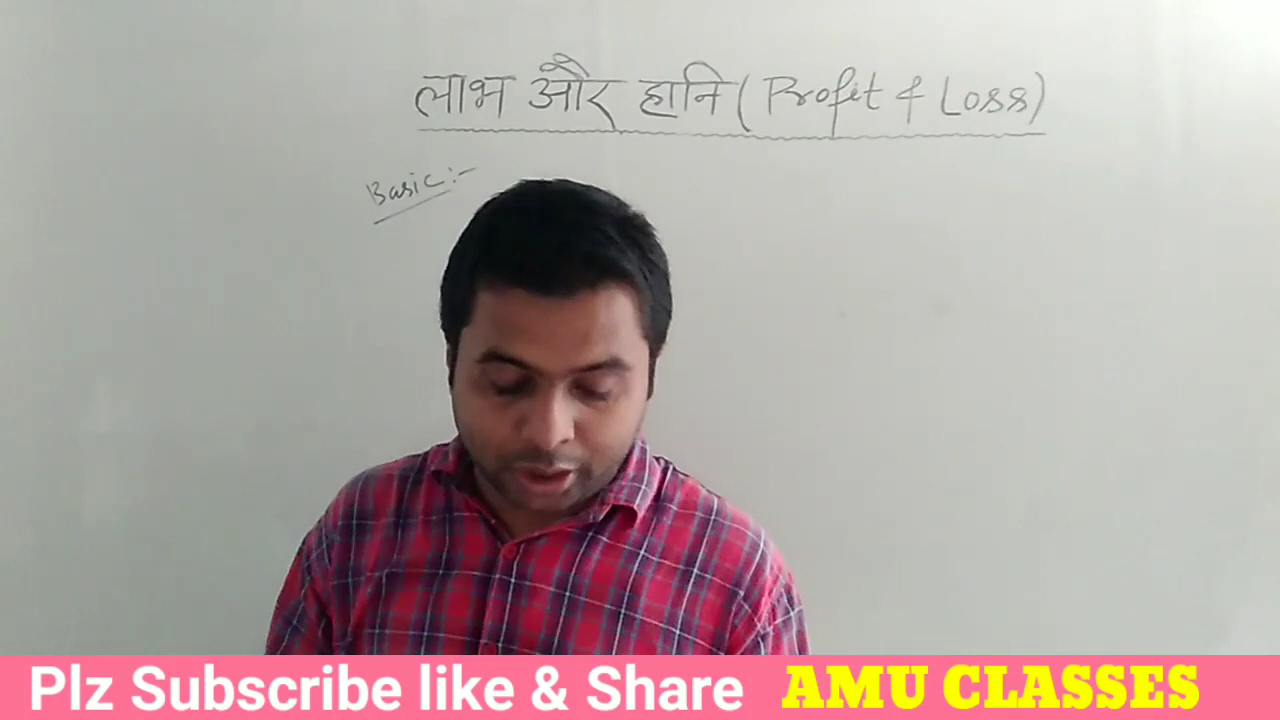 लाभ और हानि (Profit & Loss)
Basic:-
Plz Subscribe like & Share AMU CLASSES